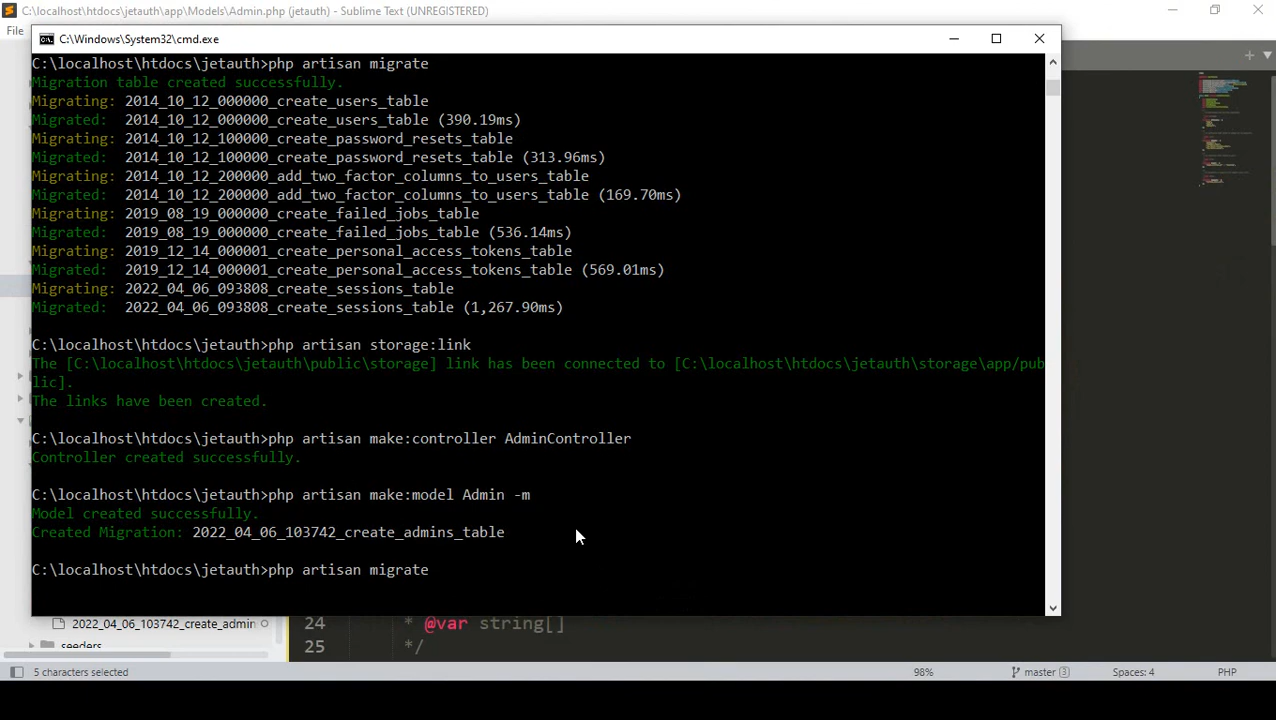 C:\localhost\htdocs\jetauth\app\Models\Admin.php (jetauth) - Sublime Text (UNREGISTERED)
File
C:\Windows\System32\cmd.exe
C:\localhost\htdocs\jetauth>php artisan migrate
Migration table created successfully.
Migrating: 2014_10_12_000000_create_users_table
Migrated:  2014_10_12_000000_create_users_table (390.19ms)
Migrating: 2014_10_12_100000_create_password_resets_table
Migrated:  2014_10_12_100000_create_password_resets_table (313.96ms)
Migrating: 2014_10_12_200000_add_two_factor_columns_to_users_table
Migrated:  2014_10_12_200000_add_two_factor_columns_to_users_table (169.70ms)
Migrating: 2019_08_19_000000_create_failed_jobs_table
Migrated:  2019_08_19_000000_create_failed_jobs_table (536.14ms)
Migrating: 2019_12_14_000001_create_personal_access_tokens_table
Migrated:  2019_12_14_000001_create_personal_access_tokens_table (569.01ms)
Migrating: 2022_04_06_093808_create_sessions_table
Migrated:  2022_04_06_093808_create_sessions_table (1,267.90ms)
C:\localhost\htdocs\jetauth>php artisan storage:link
The [C:\localhost\htdocs\jetauth\public\storage] link has been connected to [C:\localhost\htdocs\jetauth\storage\app/pub
lic].
The links have been created.
C:\localhost\htdocs\jetauth>php artisan make:controller AdminController
Controller created successfully.
C:\localhost\htdocs\jetauth>php artisan make:model Admin -m
Model created successfully.
Created Migration: 2022_04_06_103742_create_admins_table
C:\localhost\htdocs\jetauth>php artisan migrate
2022_04_06_103742_create_admin
seeders
24 * @var string[]
25 */
5 characters selected
98%
master 3
Spaces: 4
PHP